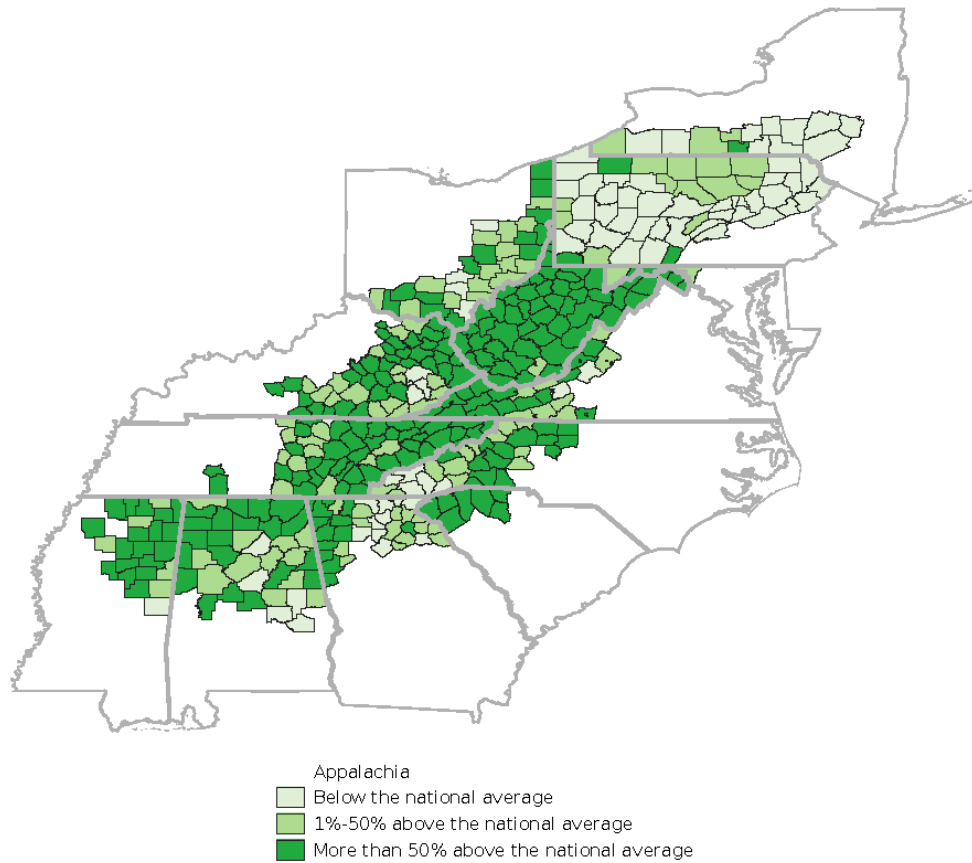 Appalachia
Below the national average
1%-50% above the national average
More than 50% above the national average